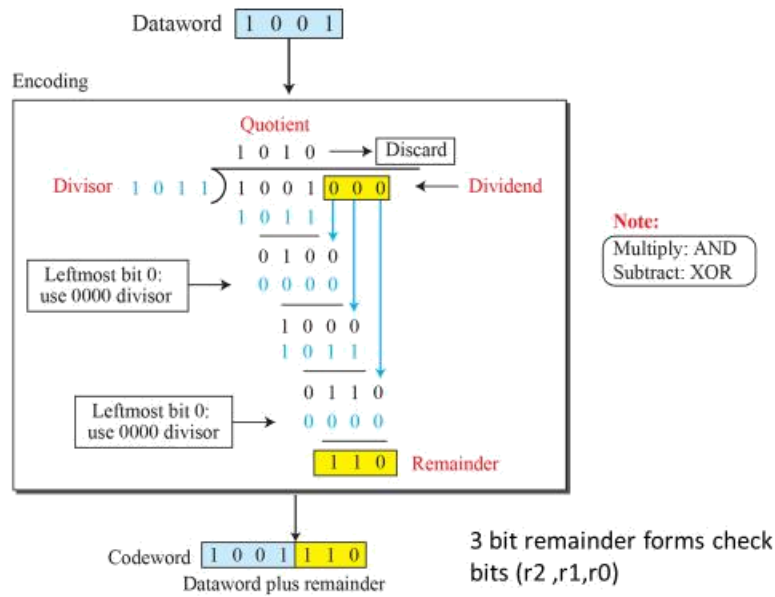 Dataword 1 0 0 1
Encoding
Quotient
1 0 1 0 Discard
Divisor 1 0 1 1 1 0 0 1 0 0 0 Dividend
1 0 1 1
Note:
Multiply: AND
Subtract: XOR
0 1 0 0
Leftmost bit 0:
use 0000 divisor
0 0 0 0
1 0 0 0
1 0 1 1
0 1 1 0
Leftmost bit 0:
use 0000 divisor
0 0 0 0
1 1 0 Remainder
Codeword 1 0 0 1 1 1 0
Dataword plus remainder
3 bit remainder forms check
bits (r2 ,r1,r0)